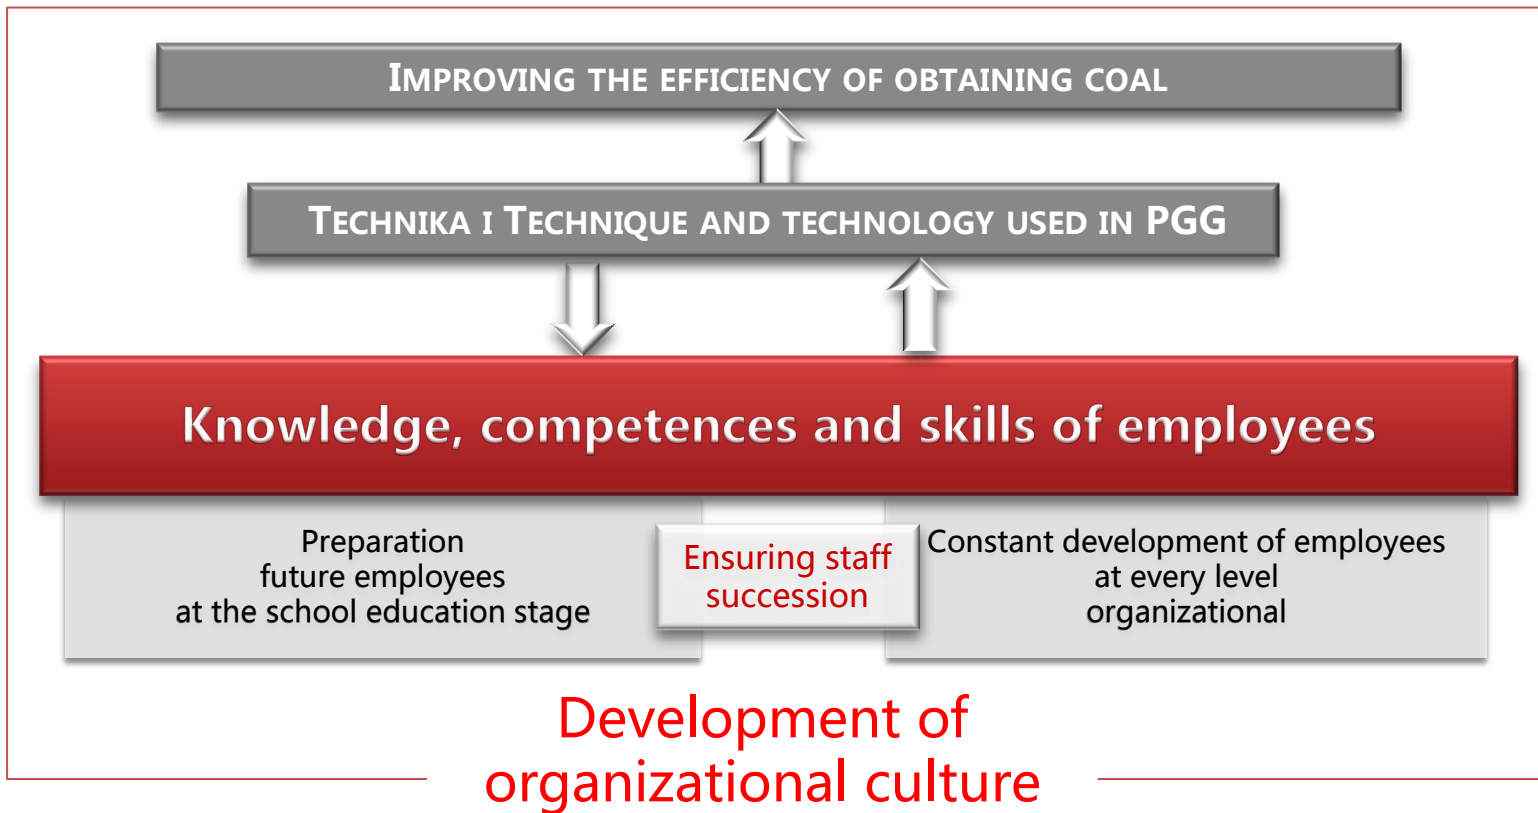 IMPROVING THE EFFICIENCY OF OBTAINING COAL
TECHNIKA I TECHNIQUE AND TECHNOLOGY USED IN PGG
Knowledge, competences and skills of employees
Preparation
future employees
at the school education stage
Ensuring staff
succession
Constant development of employees
at every level
organizational
Development of
organizational culture